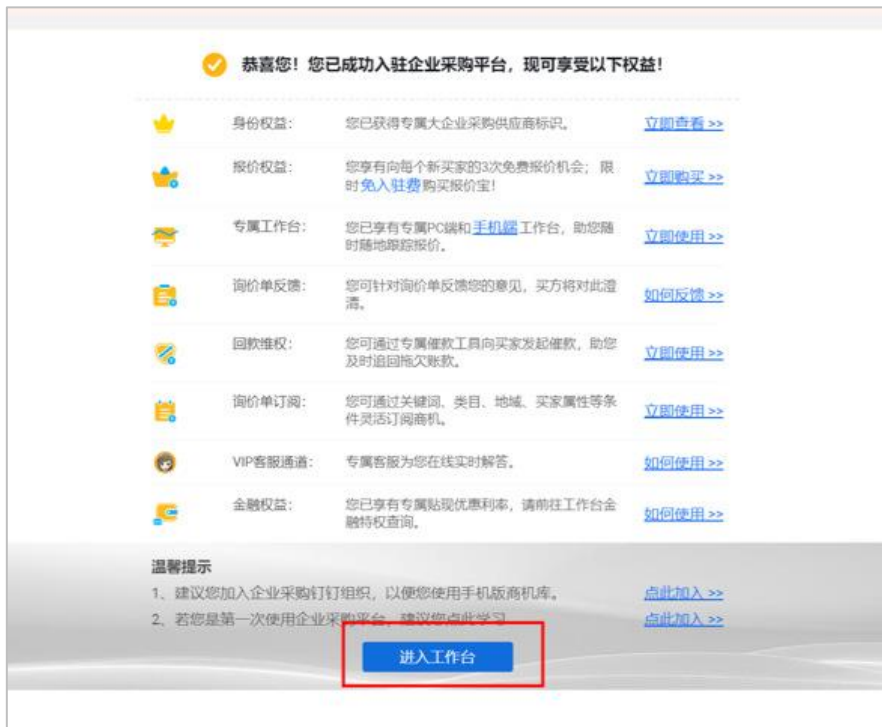 恭喜您！您已成功入驻企业采购平台，现可享受以下权益！
身份权益： 您已获得专属大企业采购供应商标识。 立即查看 >>
报价权益： 您享有向每个新买家的3次免费报价机会；限
时免入驻费购买报价宝！ 立即购买 >>
专属工作台： 您已享有专属PC端和手机端工作台，助您随
时随地跟踪报价。 立即使用 >>
询价单反馈： 您可针对询价单反馈您的意见，买方将对此澄
清。 如何反馈 >>
回款维权： 您可通过专属催款工具向买家发起催款，助您
及时追回拖欠账款。 立即使用 >>
询价单订阅： 您可通过关键词、类目、地域、买家属性等条
件灵活订阅商机。 立即使用 >>
VIP客服通道： 专属客服为您在线实时解答。 如何使用 >>
金融权益： 您已享有专属贴现优惠利率，请前往工作台金
融特权查询。 如何使用 >>
温馨提示
1、建议您加入企业采购钉钉组织，以便您使用手机版商机库。 点此加入 >>
2、若您是第一次使用企业采购平台，建议您点此学习 点此加入 >>
进入工作台